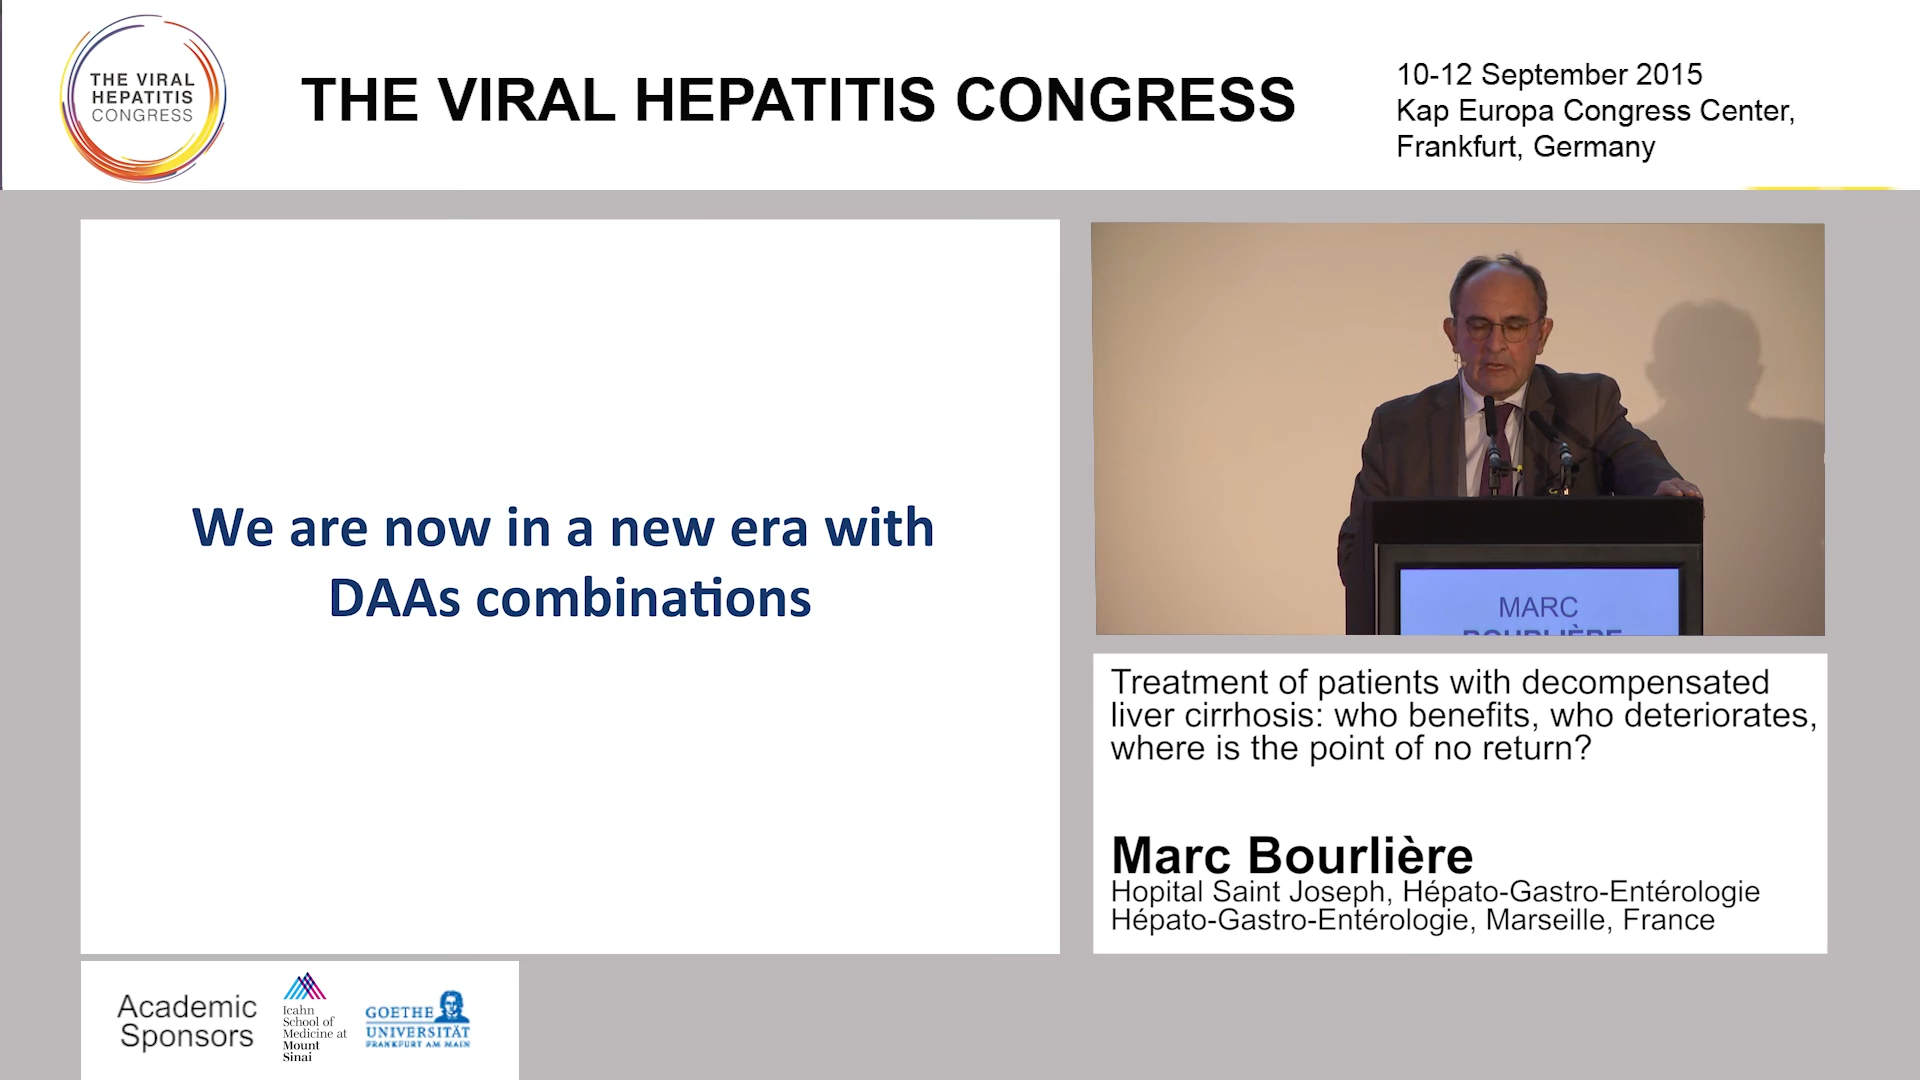 THE VIRAL
HEPATITIS
CONGRESS
THE VIRAL HEPATITIS CONGRESS
10-12 September 2015
Kap Europa Congress Center,
Frankfurt, Germany
We are now in a new era with
DAAs combinations
MARC
BOURLIÈRE
Treatment of patients with decompensated
liver cirrhosis: who benefits, who deteriorates,
where is the point of no return?
Marc Bourlière
Hopital Saint Joseph, Hépato-Gastro-Entérologie
Hépato-Gastro-Entérologie, Marseille, France
Academic
Sponsors
Icahn
School of
Medicine at
Mount
Sinai
GOETHE
UNIVERSITÄT
FRANKFURT AM MAIN